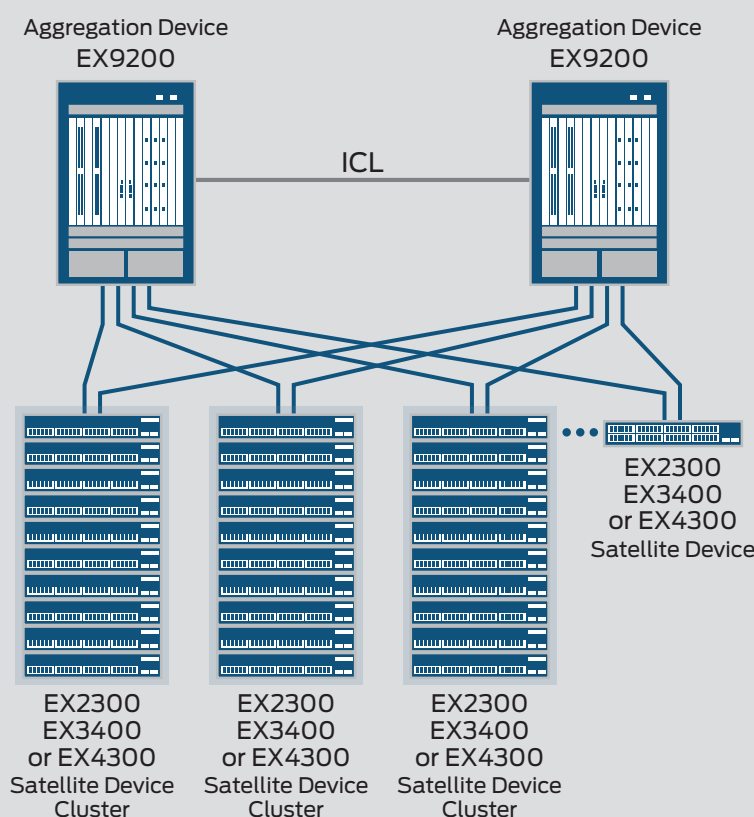 Aggregation Device
EX9200
Aggregation Device
EX9200
ICL
EX2300
EX3400
or EX4300
Satellite Device
EX2300
EX3400
or EX4300
Satellite Device
Cluster
EX2300
EX3400
or EX4300
Satellite Device
Cluster
EX2300
EX3400
or EX4300
Satellite Device
Cluster